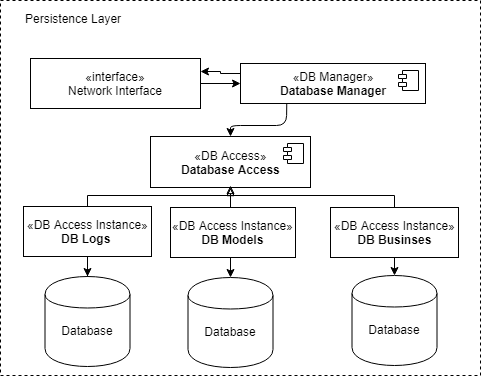 Persistence Layer
«interface»
Network Interface
«DB Manager»
Database Manager
«DB Access»
Database Access
«DB Access Instance»
DB Logs
«DB Access Instance»
DB Models
«DB Access Instance»
DB Businses
Database
Database
Database